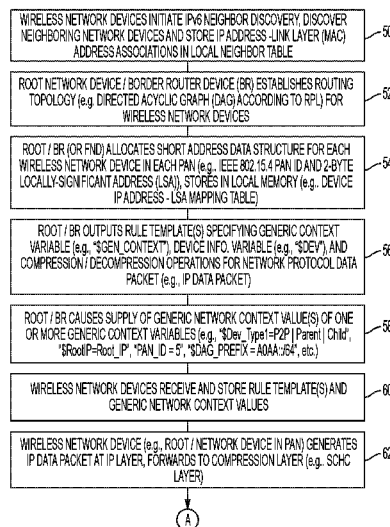 WIRELESS NETWORK DEVICES INITIATE IPv6 NEIGHBOR DISCOVERY, DISCOVER
NEIGHBORING NETWORK DEVICES AND STORE IP ADDRESS -LINK LAYER (MAC)
ADDRESS ASSOCIATIONS IN LOCAL NEIGHBOR TABLE
50
ROOT NETWORK DEVICE / BORDER ROUTER DEVICE (BR) ESTABLISHES ROUTING
TOPOLOGY (e.g. DIRECTED ACYCLIC GRAPH (DAG) ACCORDING TO RPL) FOR
WIRELESS NETWORK DEVICES
52
ROOT / BR (OR FND) ALLOCATES SHORT ADDRESS DATA STRUCTURE FOR EACH
WIRELESS NETWORK DEVICE IN EACH PAN (e.g., IEEE 802.15.4 PAN ID AND 2-BYTE
LOCALLY-SIGNIFICANT ADDRESS (LSA)), STORES IN LOCAL MEMORY (e.g., DEVICE
IP ADDRESS - LSA MAPPING TABLE)
54
ROOT / BR OUTPUTS RULE TEMPLATE(S) SPECIFYING GENERIC CONTEXT
VARIABLE (e.g., "$GEN_CONTEXT"), DEVICE INFO. VARIABLE (e.g., "$DEV"), AND
COMPRESSION / DECOMPRESSION OPERATIONS FOR NETWORK PROTOCOL DATA
PACKET (e.g., IP DATA PACKET)
56
ROOT / BR CAUSES SUPPLY OF GENERIC NETWORK CONTEXT VALUE(S) OF ONE
OR MORE GENERIC CONTEXT VARIABLES (e.g., "$Dev_Type1=P2P | Parent | Child",
"$RootIP=Root_IP", "PAN_ID = 5", "$DAG_PREFIX = A0AA::/64", etc.)
58
WIRELESS NETWORK DEVICES RECEIVE AND STORE RULE TEMPLATE(S) AND
GENERIC NETWORK CONTEXT VALUES
60
WIRELESS NETWORK DEVICE (e.g., ROOT / NETWORK DEVICE IN PAN) GENERATES
IP DATA PACKET AT IP LAYER, FORWARDS TO COMPRESSION LAYER (e.g. SCHC
LAYER)
62
A